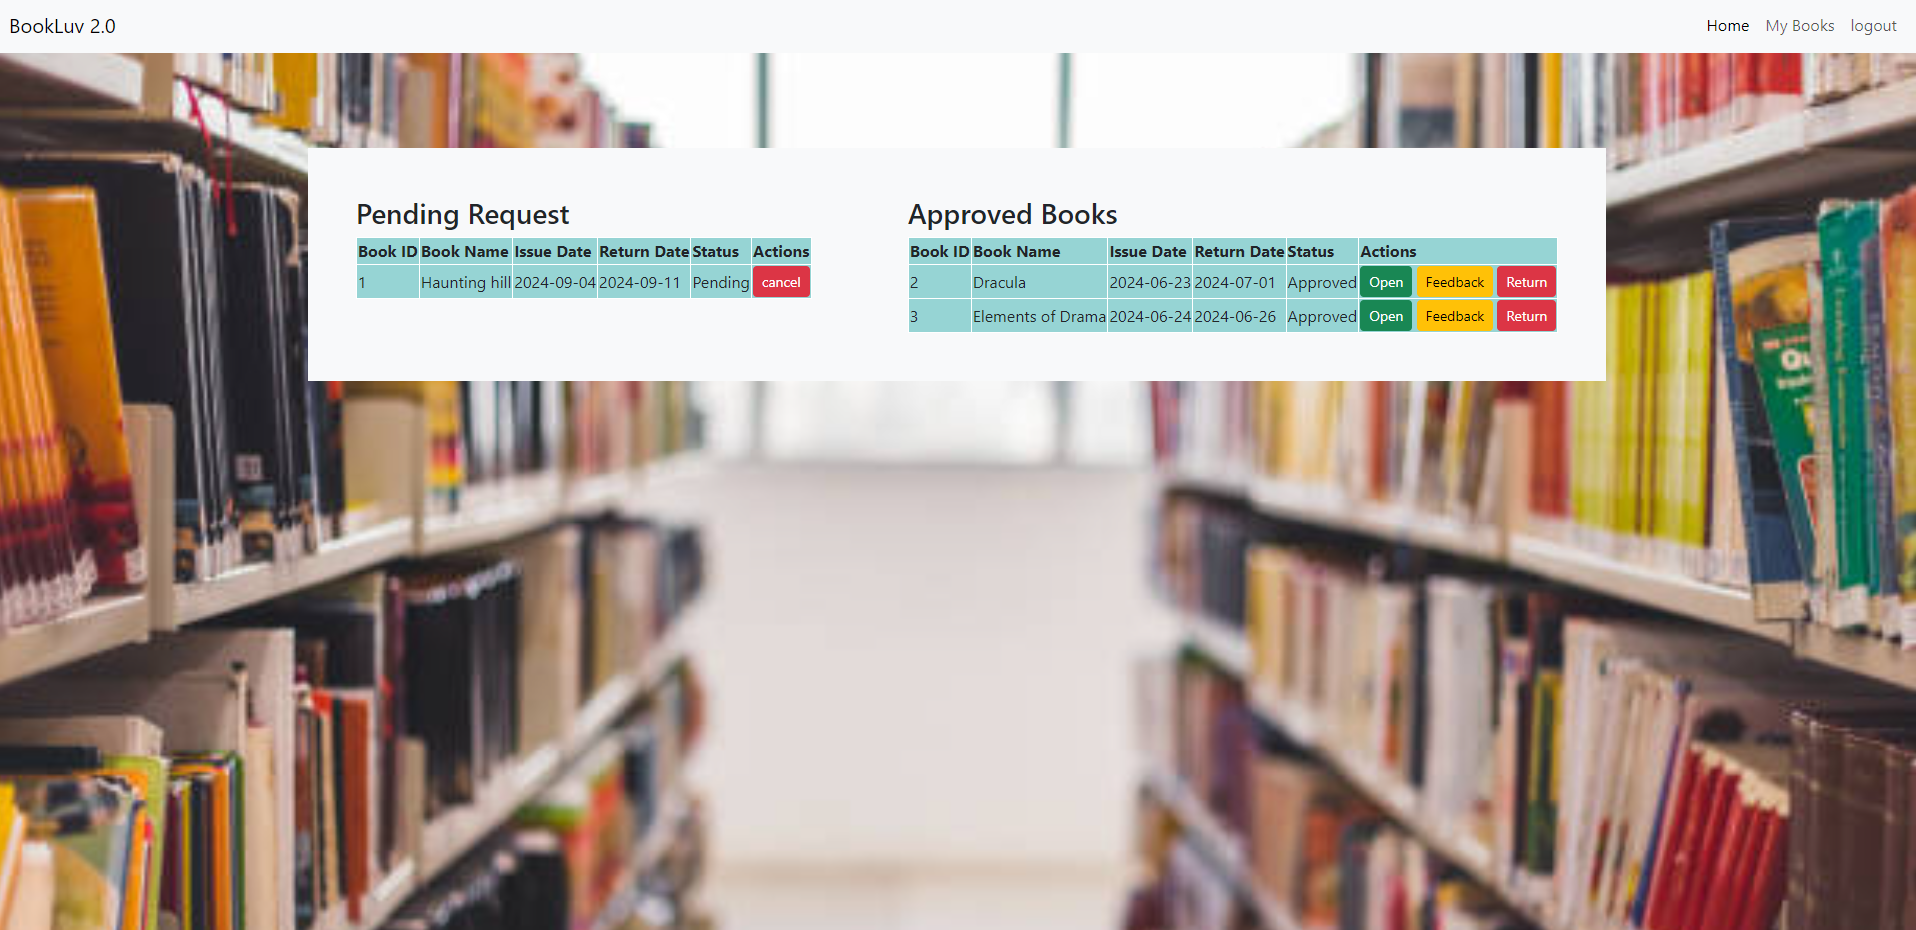 BookLuv 2.0
Home My Books logout
Pending Request
Book ID Book Name Issue Date Return Date Status Actions
1 Haunting hill 2024-09-04 2024-09-11 Pending cancel
Approved Books
Book ID Book Name Issue Date Return Date Status Actions
2 Dracula 2024-06-23 2024-07-01 Approved Open Feedback Return
3 Elements of Drama 2024-06-24 2024-06-26 Approved Open Feedback Return